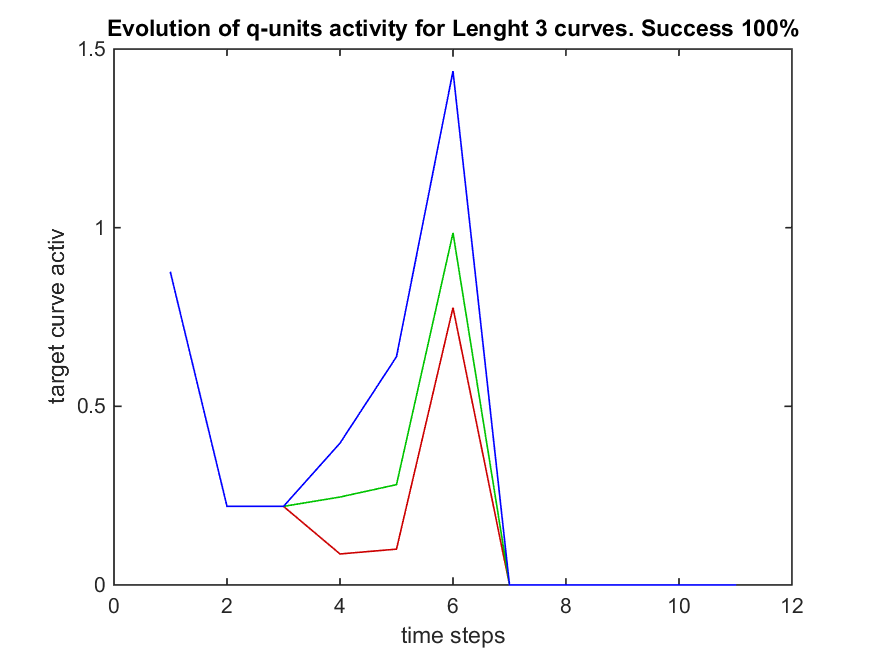 Evolution of q-units activity for Lenght 3 curves. Success 100%
1.5
1
0.5
0
target curve activ
0 2 4 6 8 10 12
time steps